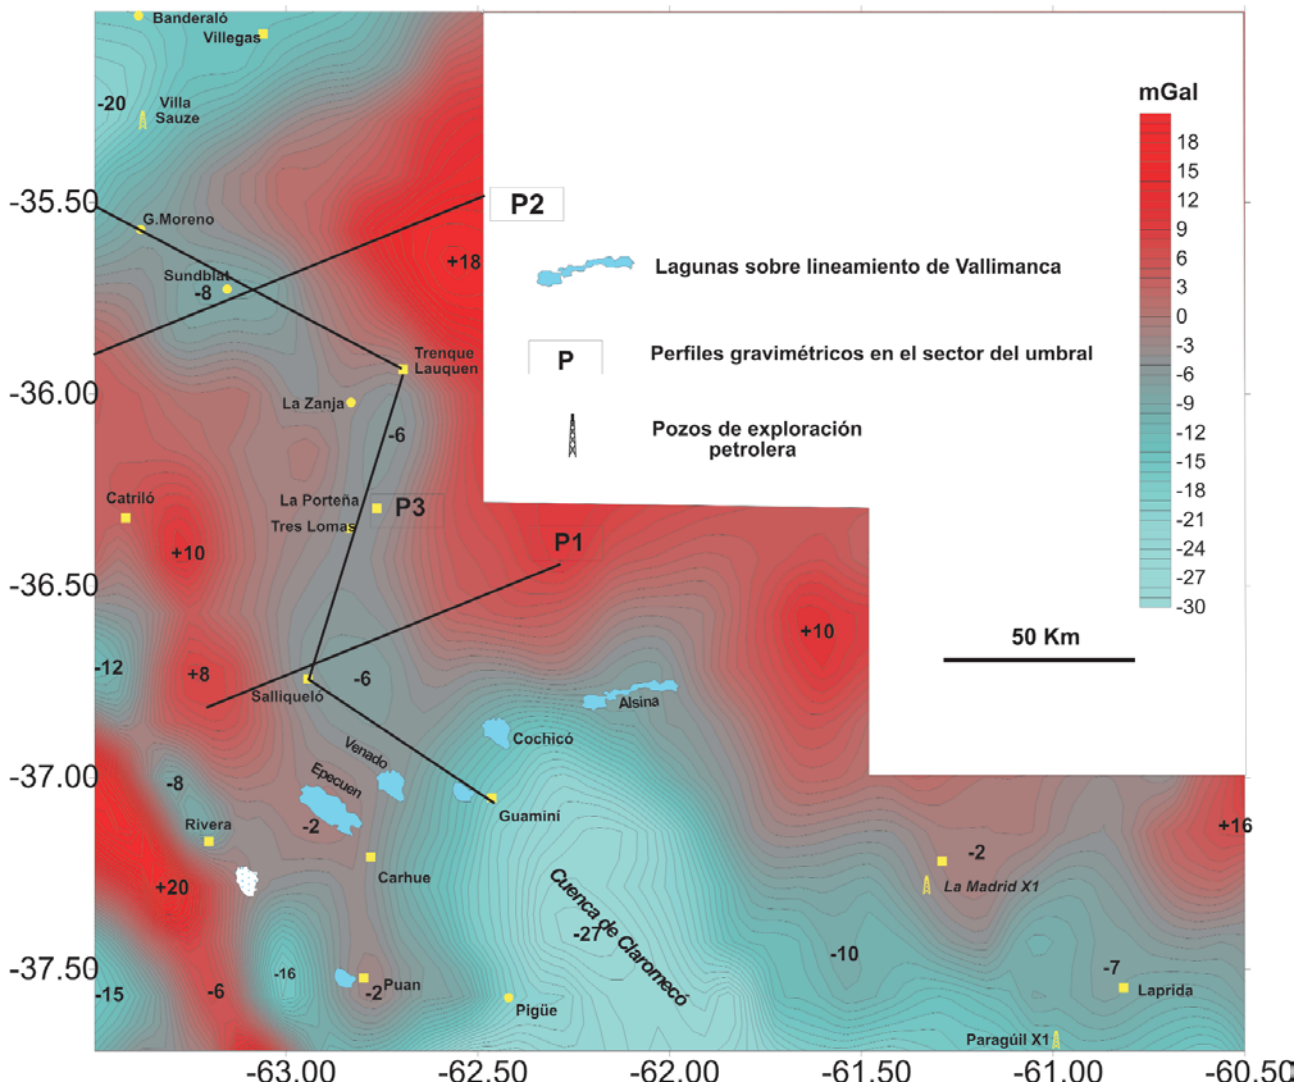 Banderaló
Villegas
mGal
-20
Villa
Sauze
18
15
12
9
6
3
0
-3
-6
-9
-12
-15
-18
-21
-24
-27
-30
-35.50
P2
G.Moreno
Lagunas sobre lineamiento de Vallimanca
+18
Sundblat
-8
Perfiles gravimétricos en el sector del umbral
P
Trenque
Lauquen
-36.00
La Zanja
-6
Pozos de exploración
petrolera
Catriló
La Porteña
P3
Tres Lomas
+10
P1
-36.50
+10
50 Km
-12
+8
-6
Salliqueló
Alsina
Cochicó
Venado
-37.00
Epecuen
-8
Guaminí
Rivera
-2
+16
-2
Carhue
+20
La Madrid X1
Cuenca de Claromecó
-27
-10
-37.50
-16
-7
-15
-6
-2
Puan
Laprida
Pigüe
Paragúil X1
-63.00
-62.50
-62.00
-61.50
-61.00
-60.50